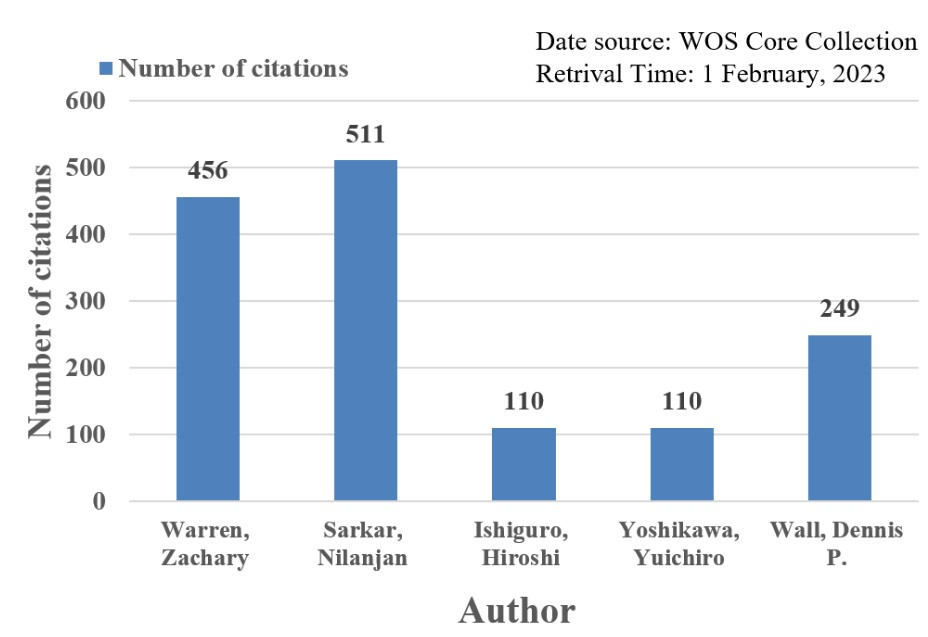 Date source: WOS Core Collection
Retrival Time: 1 February, 2023
Number of citations
600
500
400
300
200
100
0
Number of citations
456
511
110
110
249
Warren,
Zachary
Sarkar,
Nilanjan
Ishiguro,
Hiroshi
Yoshikawa,
Yuichiro
Wall, Dennis
P.
Author